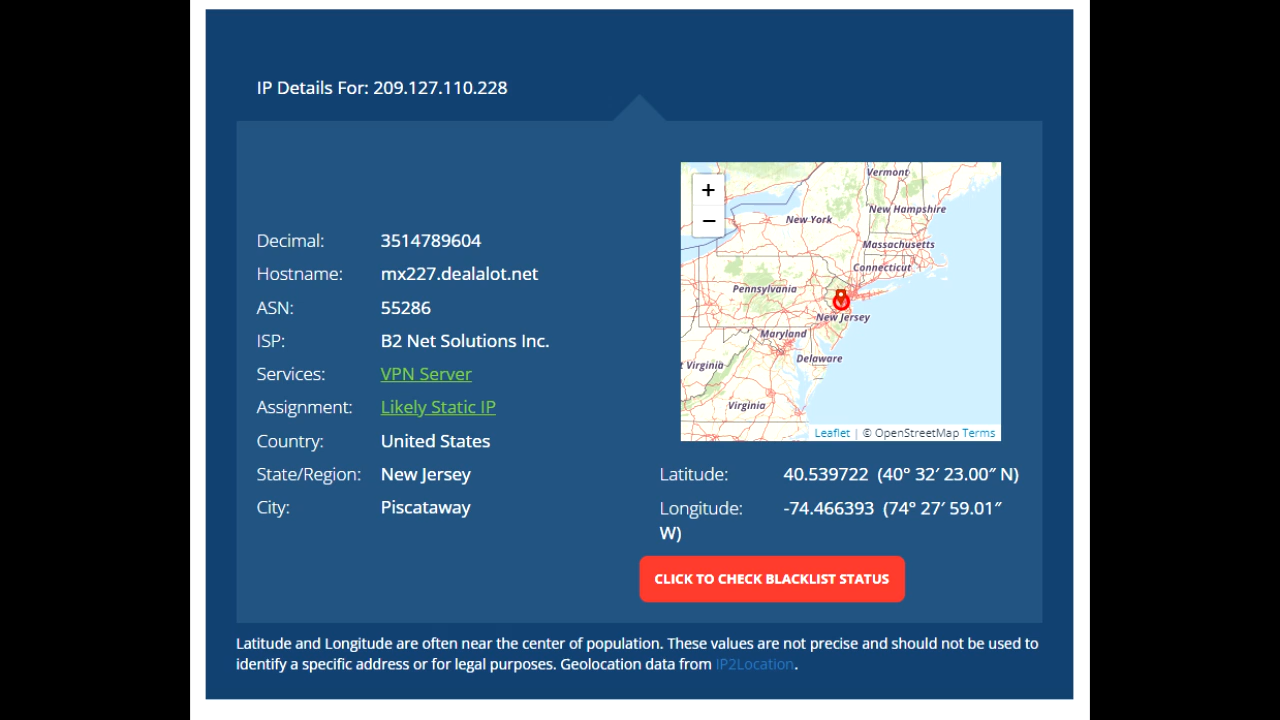 IP Details For: 209.127.110.228
Decimal: 3514789604
Hostname: mx227.dealalot.net
ASN: 55286
ISP: B2 Net Solutions Inc.
Services: VPN Server
Assignment: Likely Static IP
Country: United States
State/Region: New Jersey
City: Piscataway
+
−
Vermont
New York
New Hampshire
Massachusetts
Connecticut
Pennsylvania
New Jersey
Maryland
Delaware
t Virginia
Virginia
Leaflet | © OpenStreetMap Terms
Latitude: 40.539722 (40° 32′ 23.00″ N)
Longitude: -74.466393 (74° 27′ 59.01″
W)
CLICK TO CHECK BLACKLIST STATUS
Latitude and Longitude are often near the center of population. These values are not precise and should not be used to
identify a specific address or for legal purposes. Geolocation data from IP2Location.